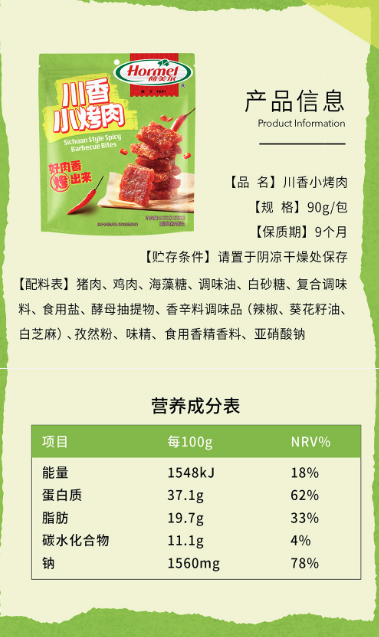 Hormel
荷美尔
川香
小烤肉
Sichuan Style Spicy
Barbecue Bites
好肉香
爆出来
产品信息
Product Information
【品 名】川香小烤肉
【规 格】90g/包
【保质期】9个月
【贮存条件】请置于阴凉干燥处保存
【配料表】猪肉、鸡肉、海藻糖、调味油、白砂糖、复合调味
料、食用盐、酵母抽提物、香辛料调味品（辣椒、葵花籽油、
白芝麻）、孜然粉、味精、食用香精香料、亚硝酸钠
营养成分表
项目 每100g NRV%
能量 1548kJ 18%
蛋白质 37.1g 62%
脂肪 19.7g 33%
碳水化合物 11.1g 4%
钠 1560mg 78%